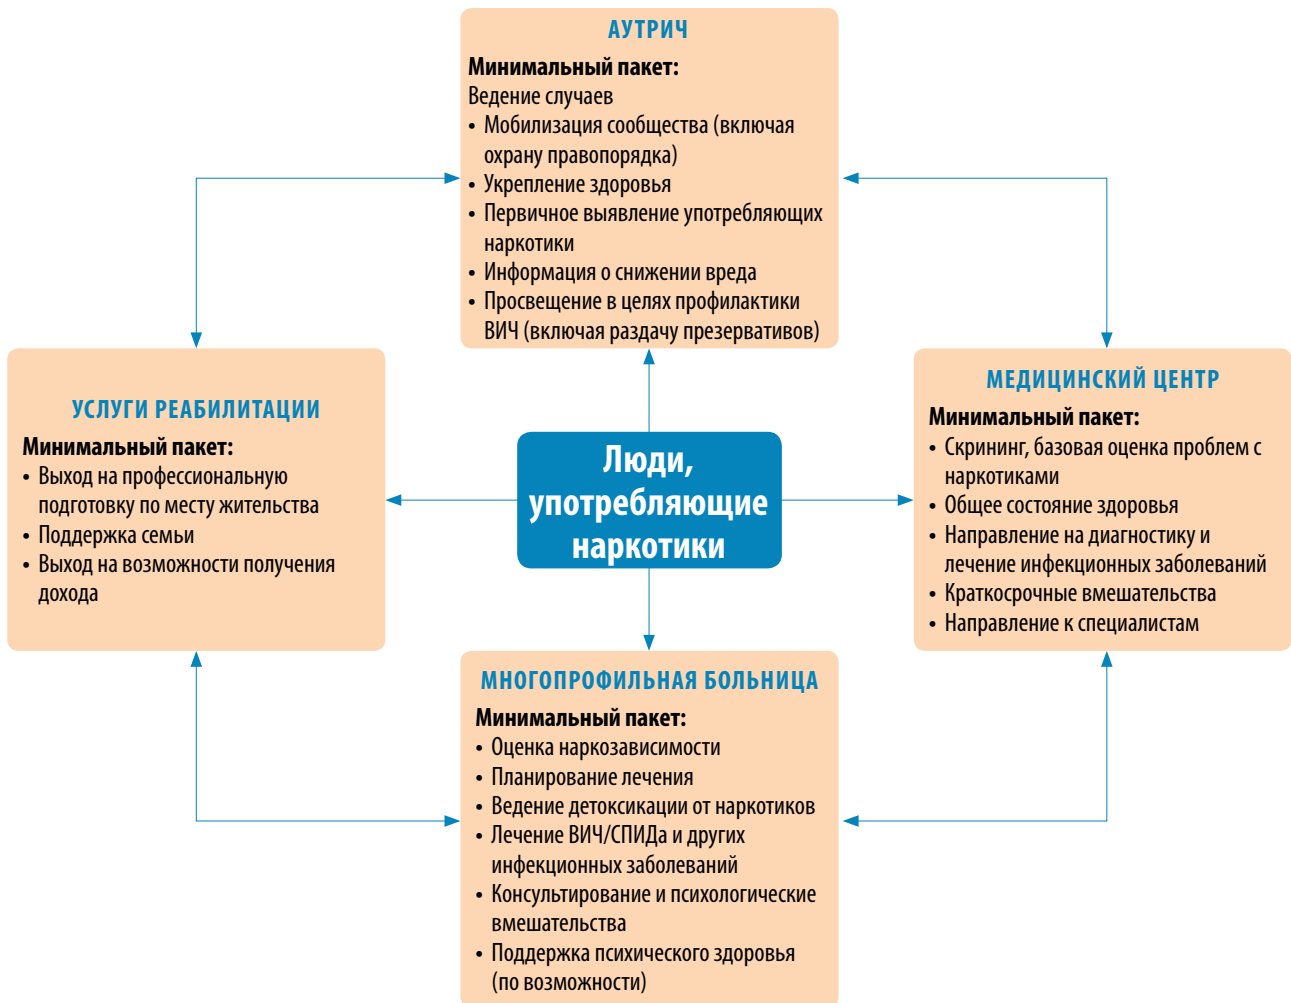 АУТРИЧ
Минимальный пакет:
Ведение случаев
• Мобилизация сообщества (включая
охрану правопорядка)
• Укрепление здоровья
• Первичное выявление употребляющих
наркотики
• Информация о снижении вреда
• Просвещение в целях профилактики
ВИЧ (включая раздачу презервативов)
УСЛУГИ РЕАБИЛИТАЦИИ
Минимальный пакет:
• Выход на профессиональную
подготовку по месту жительства
• Поддержка семьи
• Выход на возможности получения
дохода
Люди,
употребляющие
наркотики
МЕДИЦИНСКИЙ ЦЕНТР
Минимальный пакет:
• Скрининг, базовая оценка проблем с
наркотиками
• Общее состояние здоровья
• Направление на диагностику и
лечение инфекционных заболеваний
• Краткосрочные вмешательства
• Направление к специалистам
МНОГОПРОФИЛЬНАЯ БОЛЬНИЦА
Минимальный пакет:
• Оценка наркозависимости
• Планирование лечения
• Ведение детоксикации от наркотиков
• Лечение ВИЧ/СПИДа и других
инфекционных заболеваний
• Консультирование и психологические
вмешательства
• Поддержка психического здоровья
(по возможности)